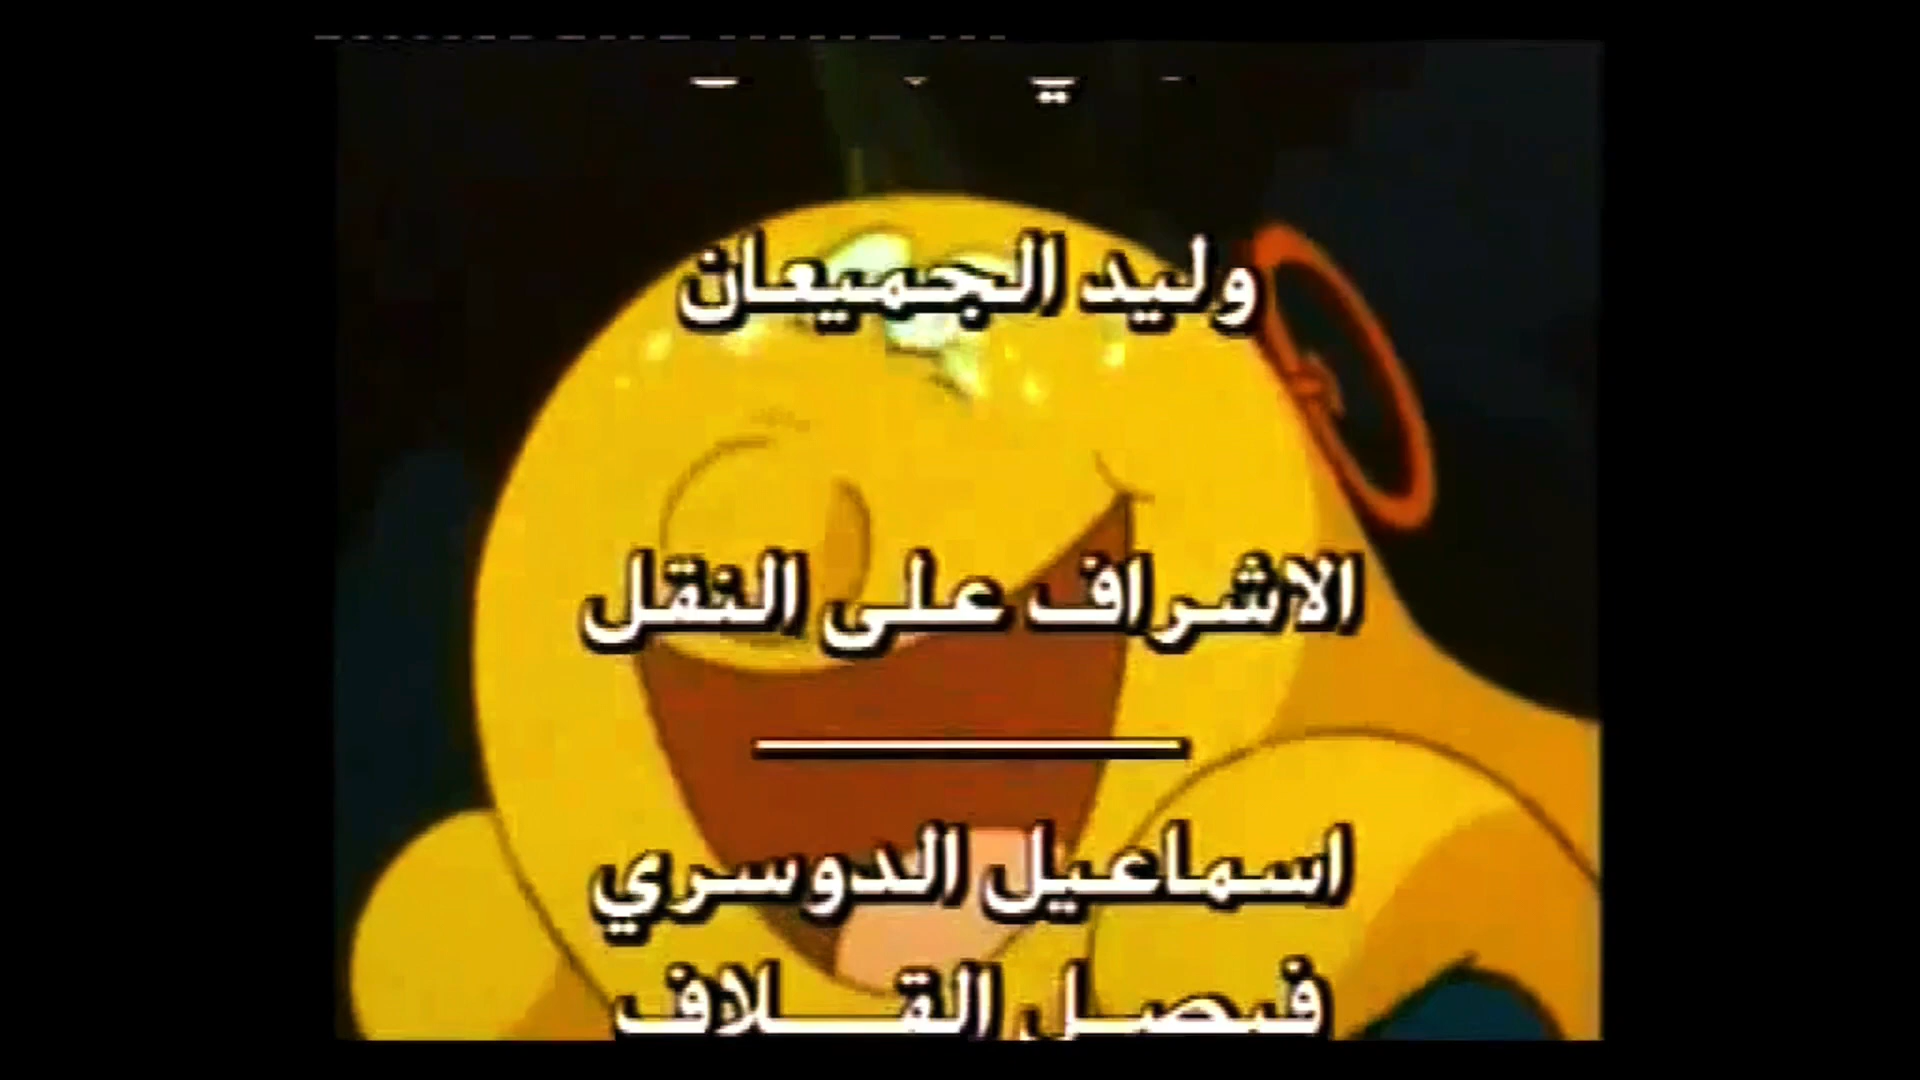 وليد الجميعان
الاشراف على النقل
اسماعيل الدوسري
فيصل القلاف